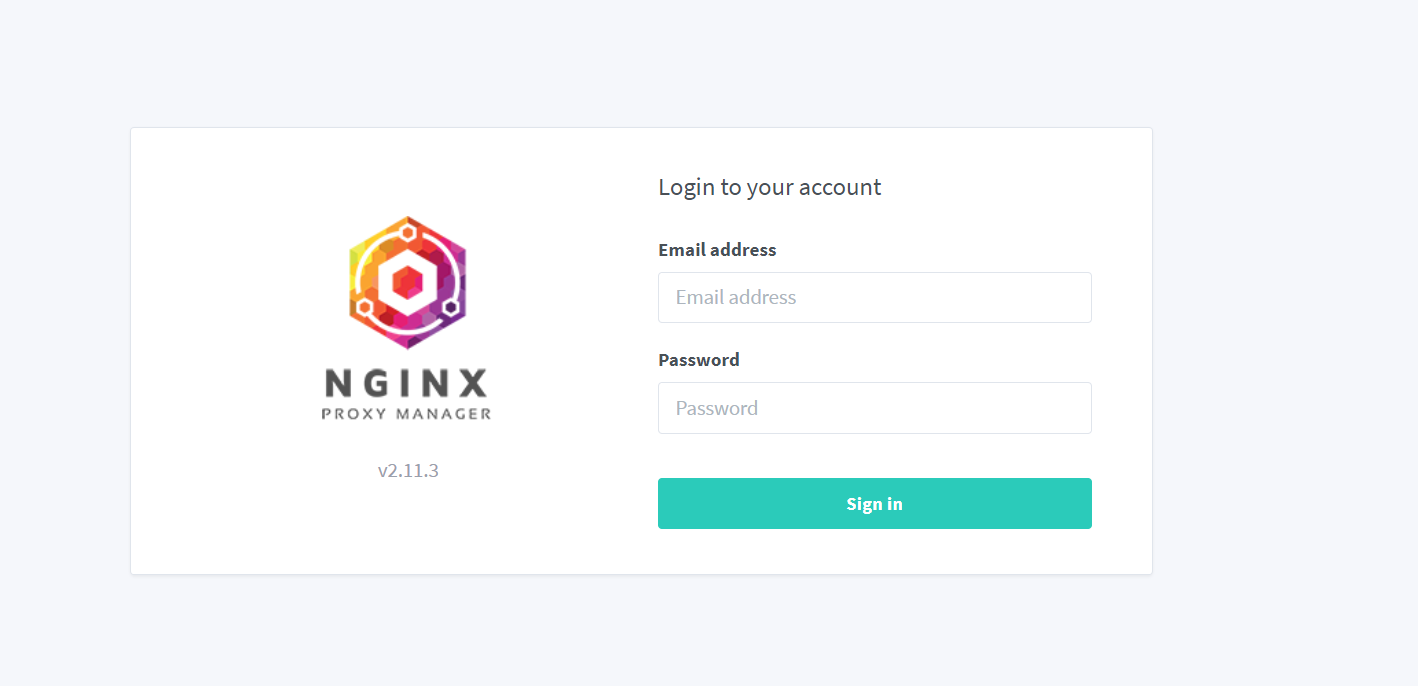 NGINX
PROXY MANAGER
v2.11.3
Login to your account
Email address
Email address
Password
Password
Sign in